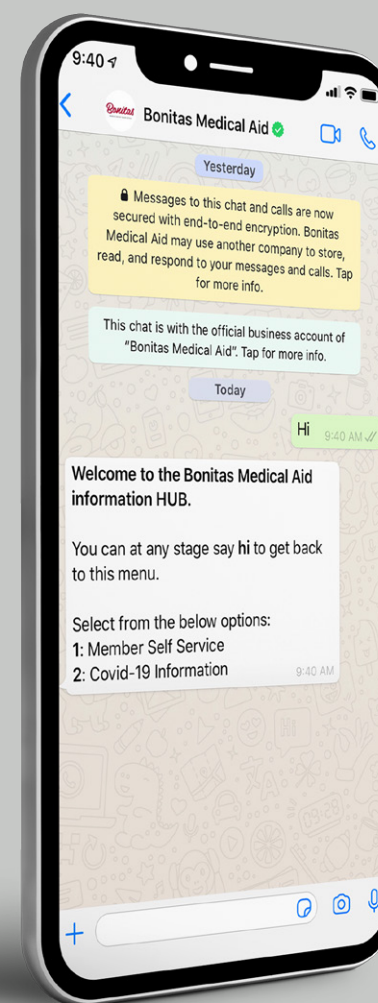 9:40
Bonitas
Bonitas Medical Aid
Yesterday
Messages to this chat and calls are now
secured with end-to-end encryption. Bonitas
Medical Aid may use another company to store,
read, and respond to your messages and calls. Tap
for more info.
This chat is with the official business account of
"Bonitas Medical Aid". Tap for more info.
Today
Hi 9:40 AM
Welcome to the Bonitas Medical Aid
information HUB.
You can at any stage say hi to get back
to this menu.
Select from the below options:
1: Member Self Service
2: Covid-19 Information 9:40 AM